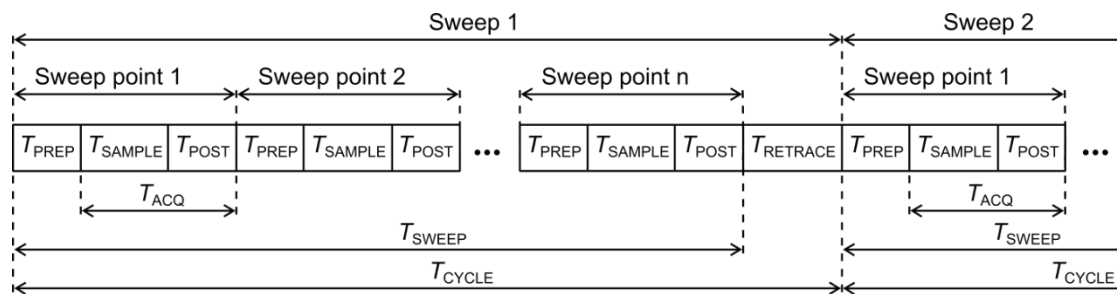 Sweep 1 Sweep 2
Sweep point 1 Sweep point 2 Sweep point n Sweep point 1
TPREP TSAMPLE TPOST TPREP TSAMPLE TPOST ... TPREP TSAMPLE TPOST TRETRACE TPREP TSAMPLE TPOST ...
TACQ TACQ
TSWEEP TSWEEP
TCYCLE TCYCLE